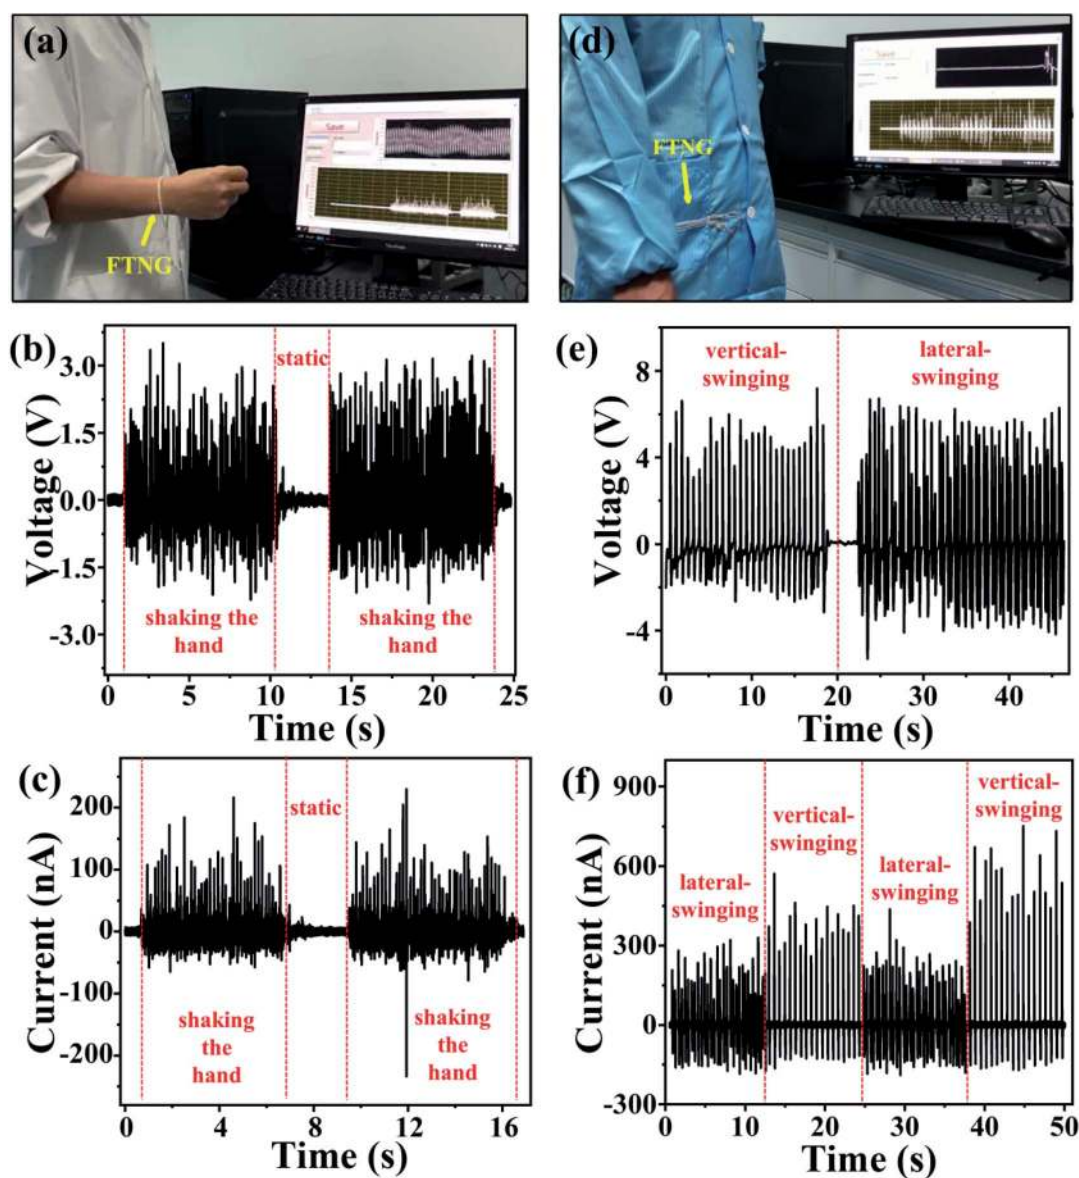 (a)
Save
FTNG
(d)
Save
FTNG
(b)
Voltage (V)
3.0
1.5
0.0
-1.5
-3.0
static
shaking the
hand
shaking the
hand
0
5
10
15
20
25
Time (s)
(e)
Voltage (V)
8
4
0
-4
vertical-
swinging
lateral-
swinging
0
10
20
30
40
Time (s)
(c)
Current (nA)
200
100
0
-100
-200
static
shaking
the
hand
shaking
the
hand
0
4
8
12
16
Time (s)
(f)
Current (nA)
900
600
300
0
-300
lateral-
swinging
vertical-
swinging
lateral-
swinging
vertical-
swinging
0
10
20
30
40
50
Time (s)